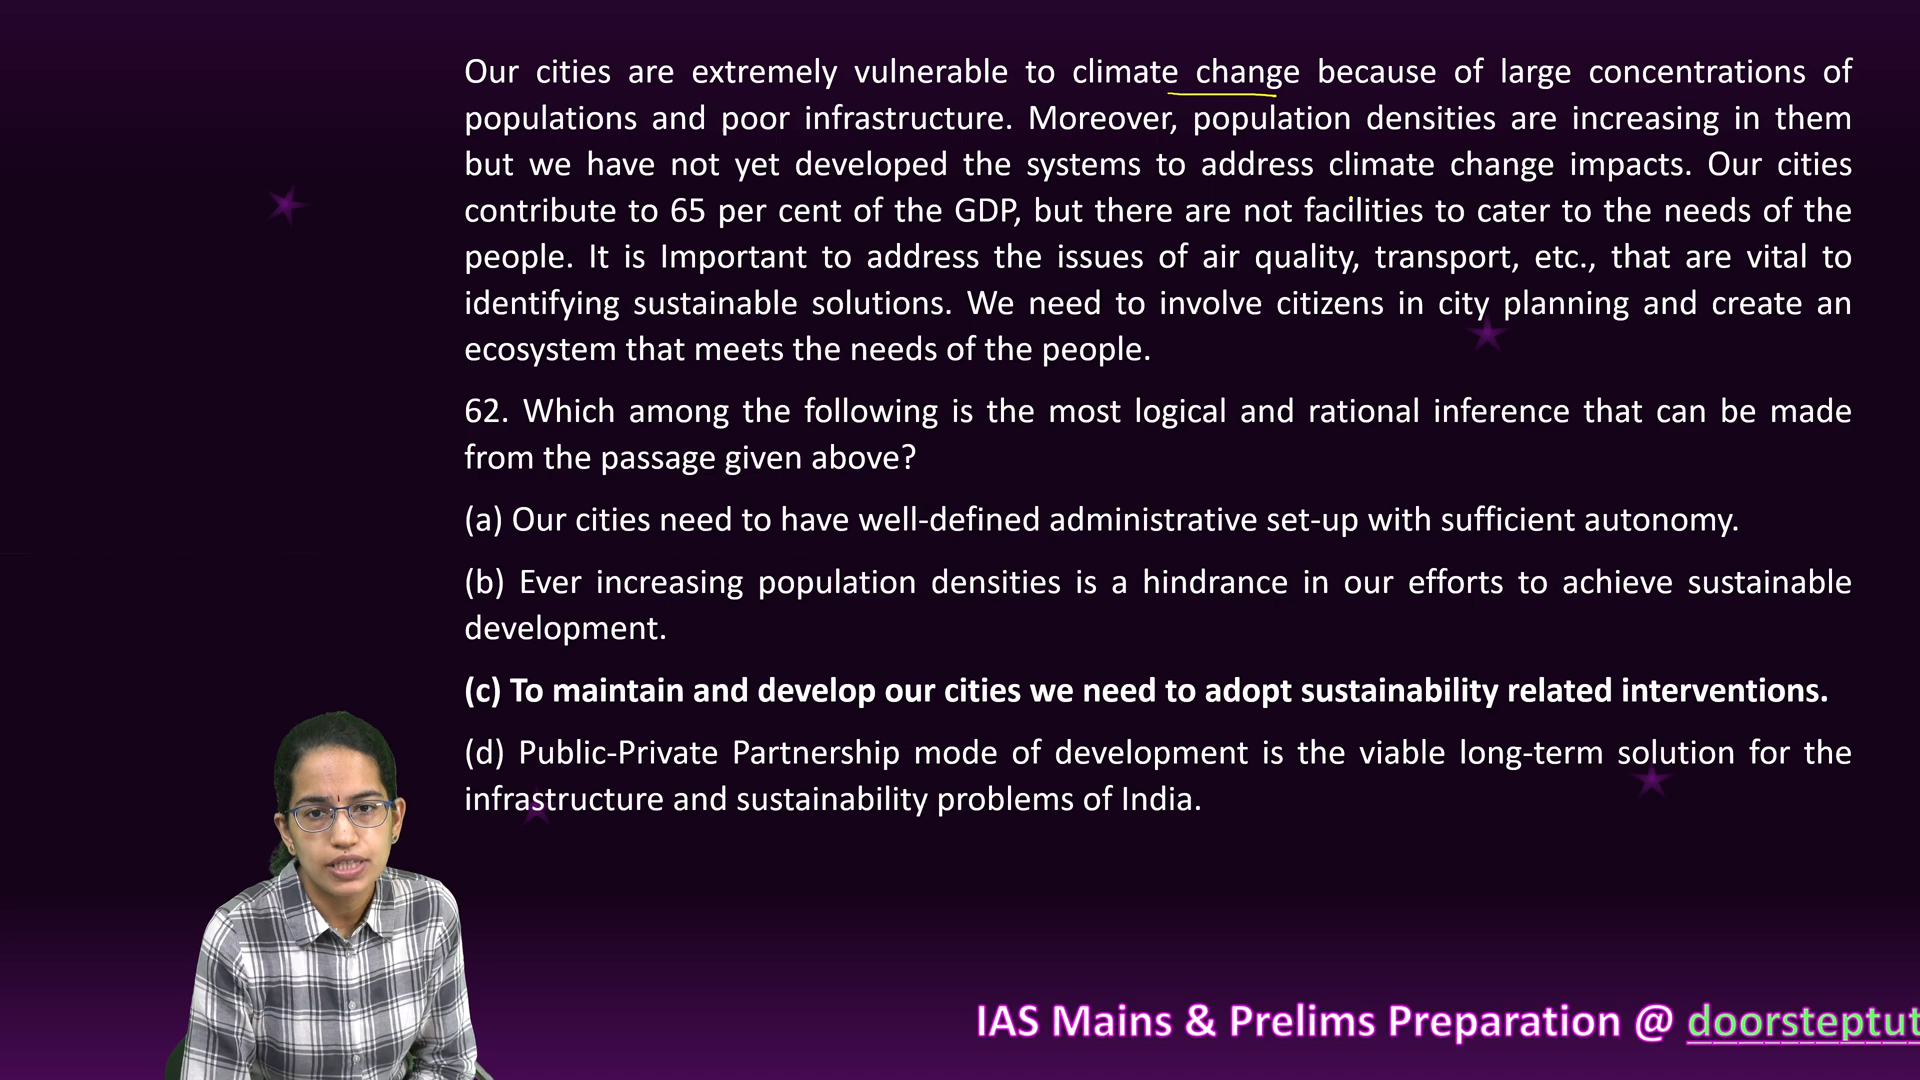 Our cities are extremely vulnerable to climate change because of large concentrations of
populations and poor infrastructure. Moreover, population densities are increasing in them
but we have not yet developed the systems to address climate change impacts. Our cities
contribute to 65 per cent of the GDP, but there are not facilities to cater to the needs of the
people. It is Important to address the issues of air quality, transport, etc., that are vital to
identifying sustainable solutions. We need to involve citizens in city planning and create an
ecosystem that meets the needs of the people.
62. Which among the following is the most logical and rational inference that can be made
from the passage given above?
(a) Our cities need to have well-defined administrative set-up with sufficient autonomy.
(b) Ever increasing population densities is a hindrance in our efforts to achieve sustainable
development.
(c) To maintain and develop our cities we need to adopt sustainability related interventions.
(d) Public-Private Partnership mode of development is the viable long-term solution for the
infrastructure and sustainability problems of India.
IAS Mains & Prelims Preparation @ doorsteptut